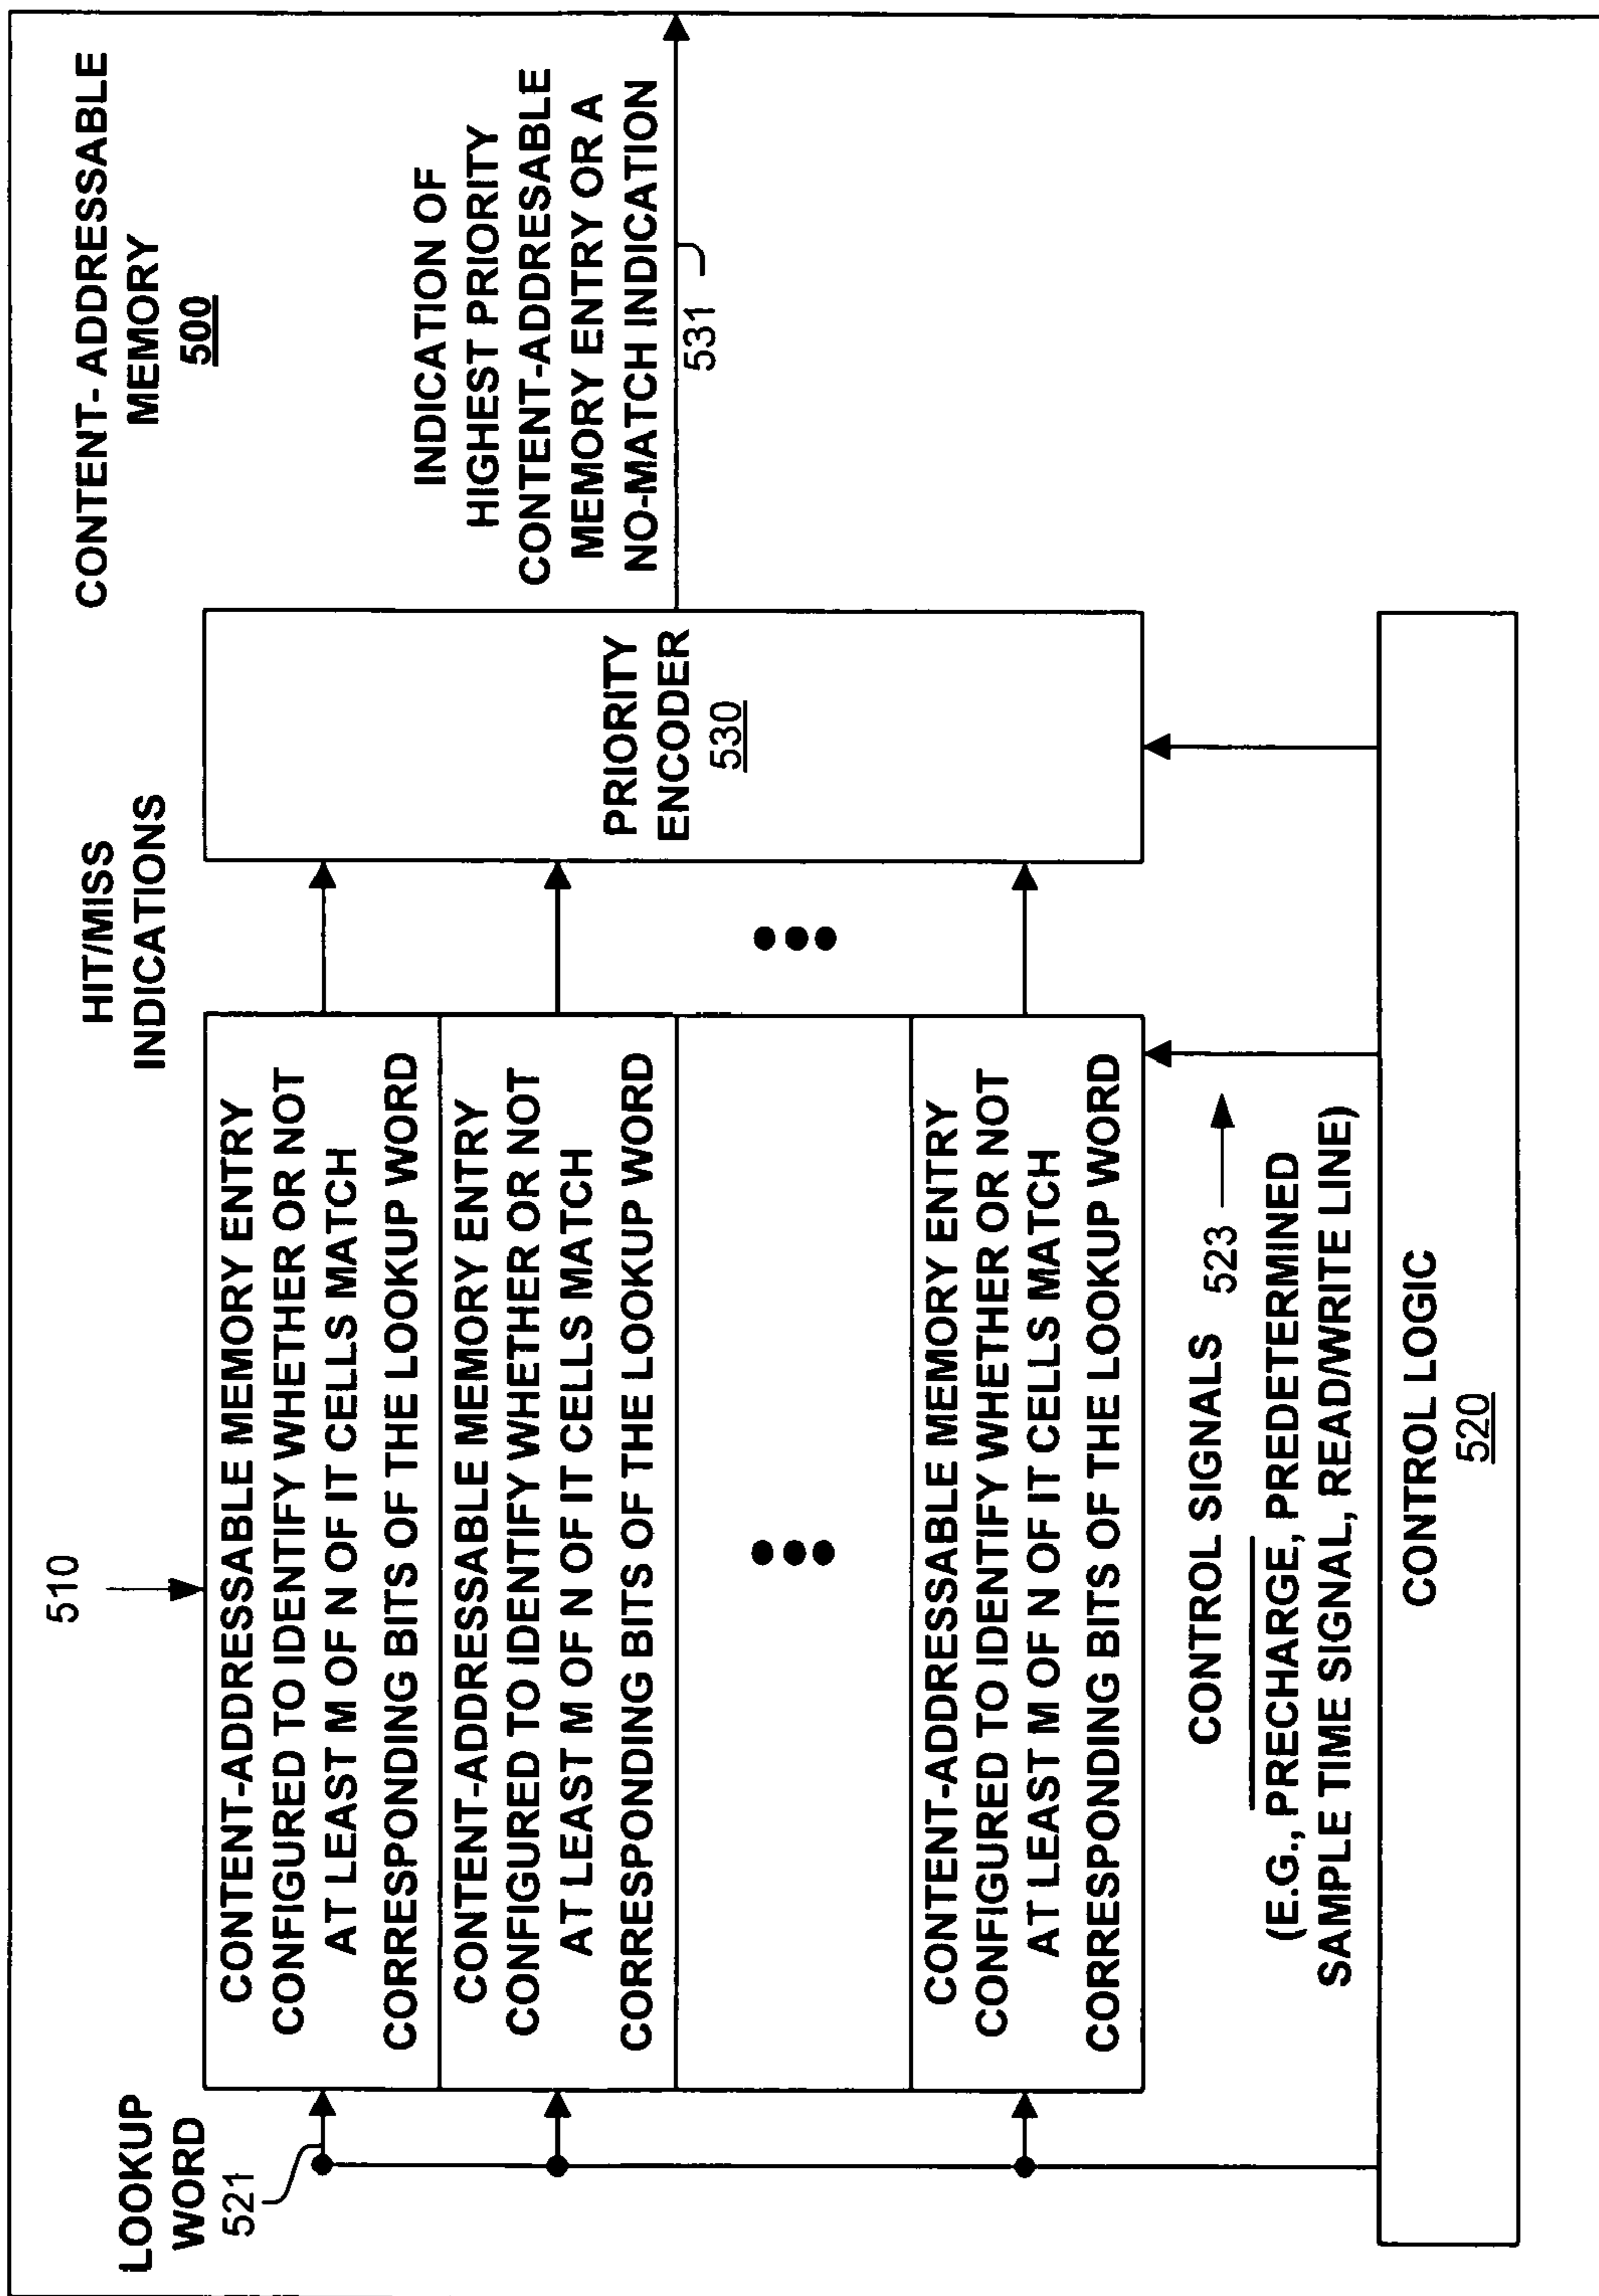 CONTENT- ADDRESSABLE
MEMORY
500
HIT/MISS
INDICATIONS
510
LOOKUP
WORD
521
CONTENT-ADDRESSABLE MEMORY ENTRY
CONFIGURED TO IDENTIFY WHETHER OR NOT
AT LEAST M OF N OF IT CELLS MATCH
CORRESPONDING BITS OF THE LOOKUP WORD
CONTENT-ADDRESSABLE MEMORY ENTRY
CONFIGURED TO IDENTIFY WHETHER OR NOT
AT LEAST M OF N OF IT CELLS MATCH
CORRESPONDING BITS OF THE LOOKUP WORD
CONTENT-ADDRESSABLE MEMORY ENTRY
CONFIGURED TO IDENTIFY WHETHER OR NOT
AT LEAST M OF N OF IT CELLS MATCH
CORRESPONDING BITS OF THE LOOKUP WORD
PRIORITY
ENCODER
530
INDICATION OF
HIGHEST PRIORITY
CONTENT-ADDRESABLE
MEMORY ENTRY OR A
NO-MATCH INDICATION
531
CONTROL SIGNALS 523
(E.G., PRECHARGE, PREDETERMINED
SAMPLE TIME SIGNAL, READ/WRITE LINE)
CONTROL LOGIC
520